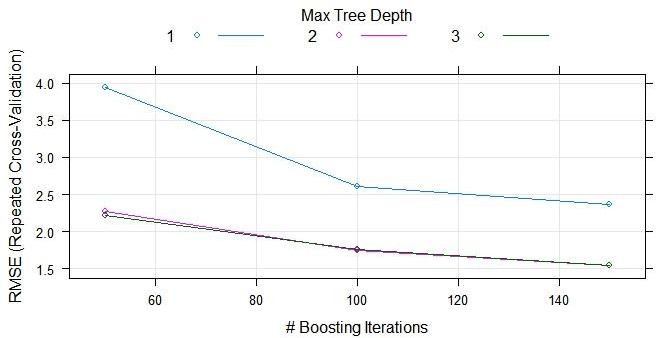 Max Tree Depth
1 2 3
RMSE (Repeated Cross-Validation)
4.0
3.5
3.0
2.5
2.0
1.5
60 80 100 120 140
# Boosting Iterations